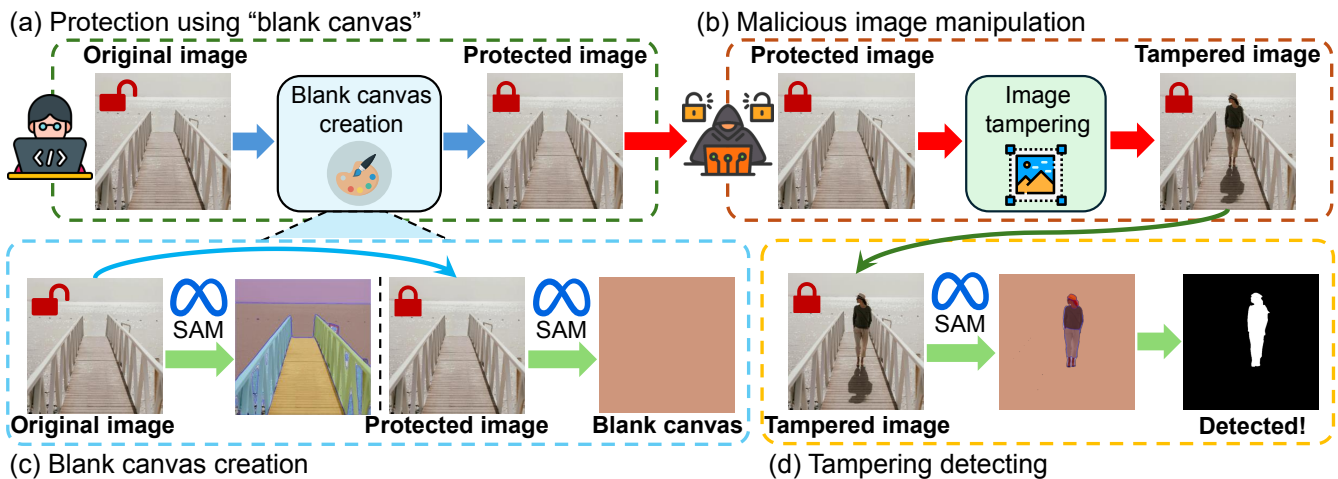 (a) Protection using “blank canvas”
Original image
Protected image
Blank canvas
creation
</>
(b) Malicious image manipulation
Protected image
Tampered image
Image
tampering
SAM
SAM
Original image
Protected image
Blank canvas
(c) Blank canvas creation
SAM
Tampered image
Detected!
(d) Tampering detecting